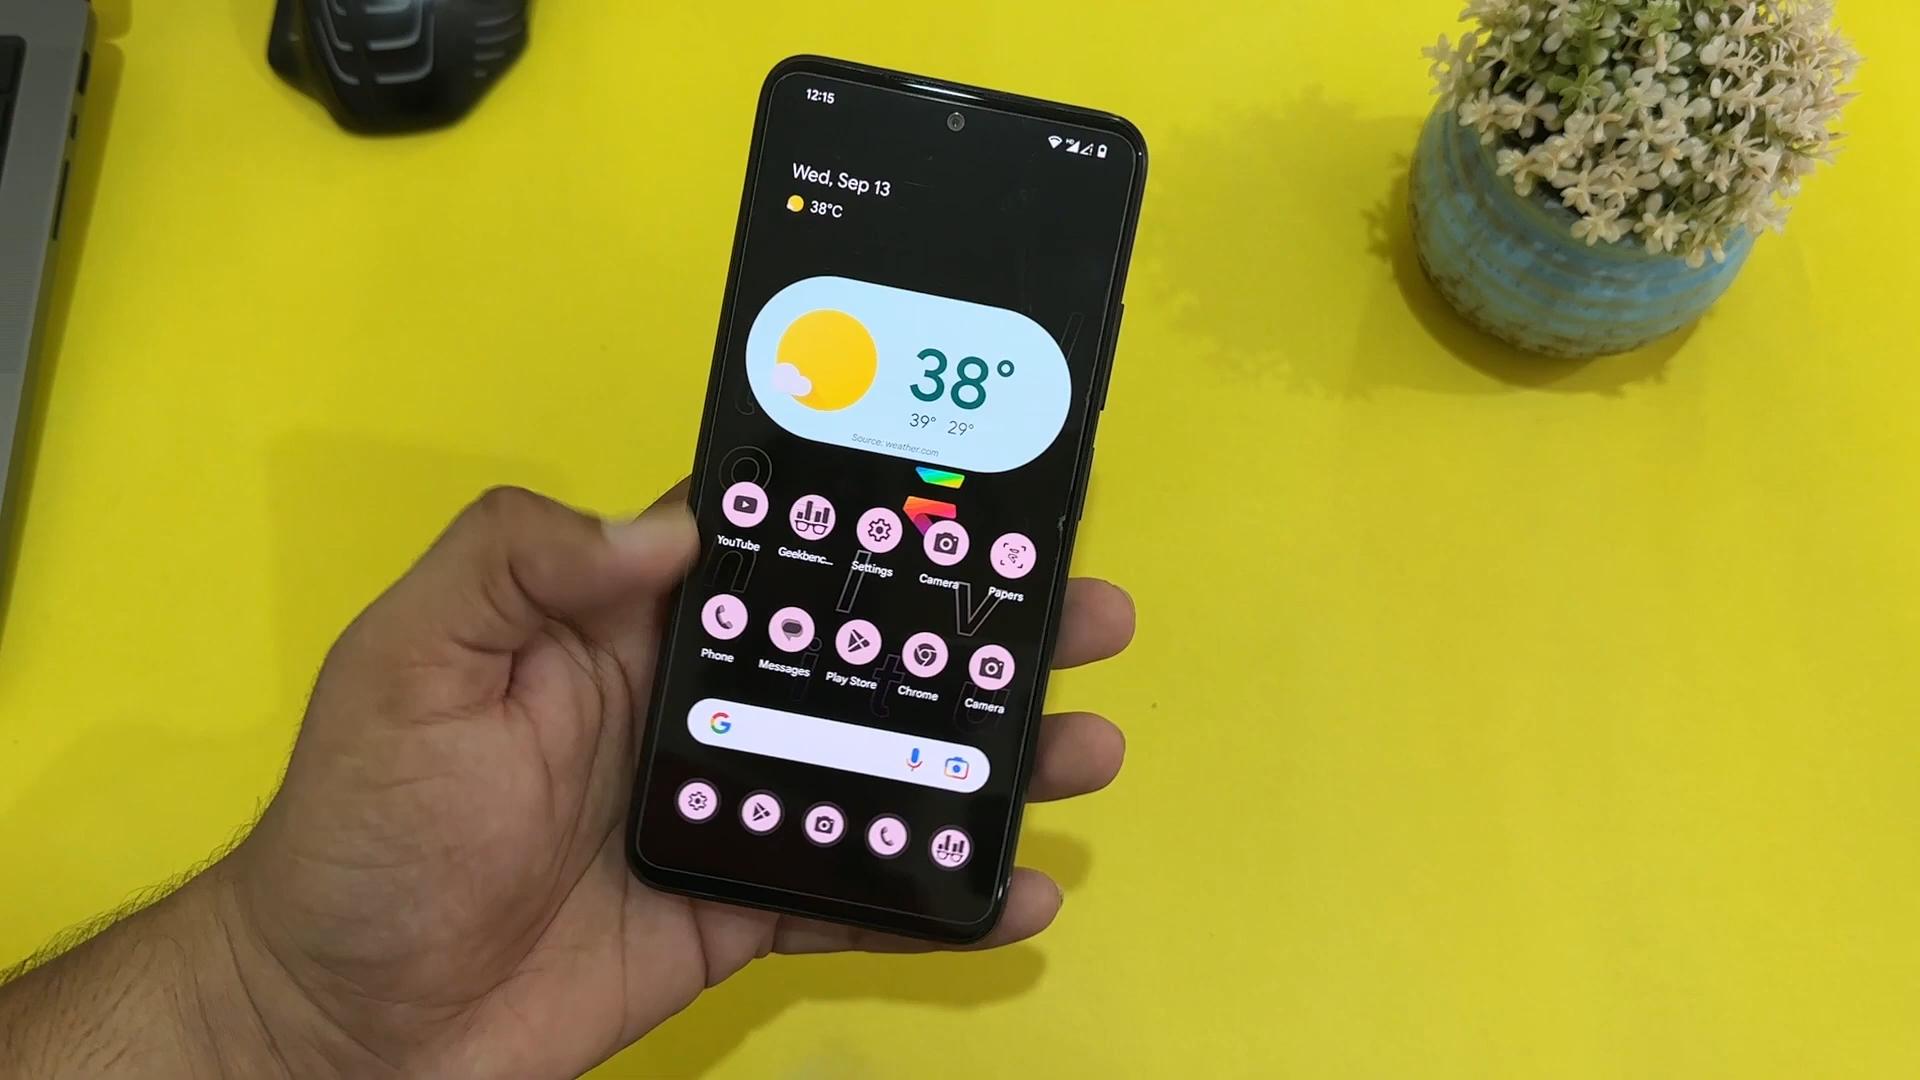 12:15
Wed, Sep 13
38°C
38°
39° 29°
Source: weather.com
YouTube Geekbenc... Settings Camera Papers
Phone Messages Play Store Chrome Camera
G